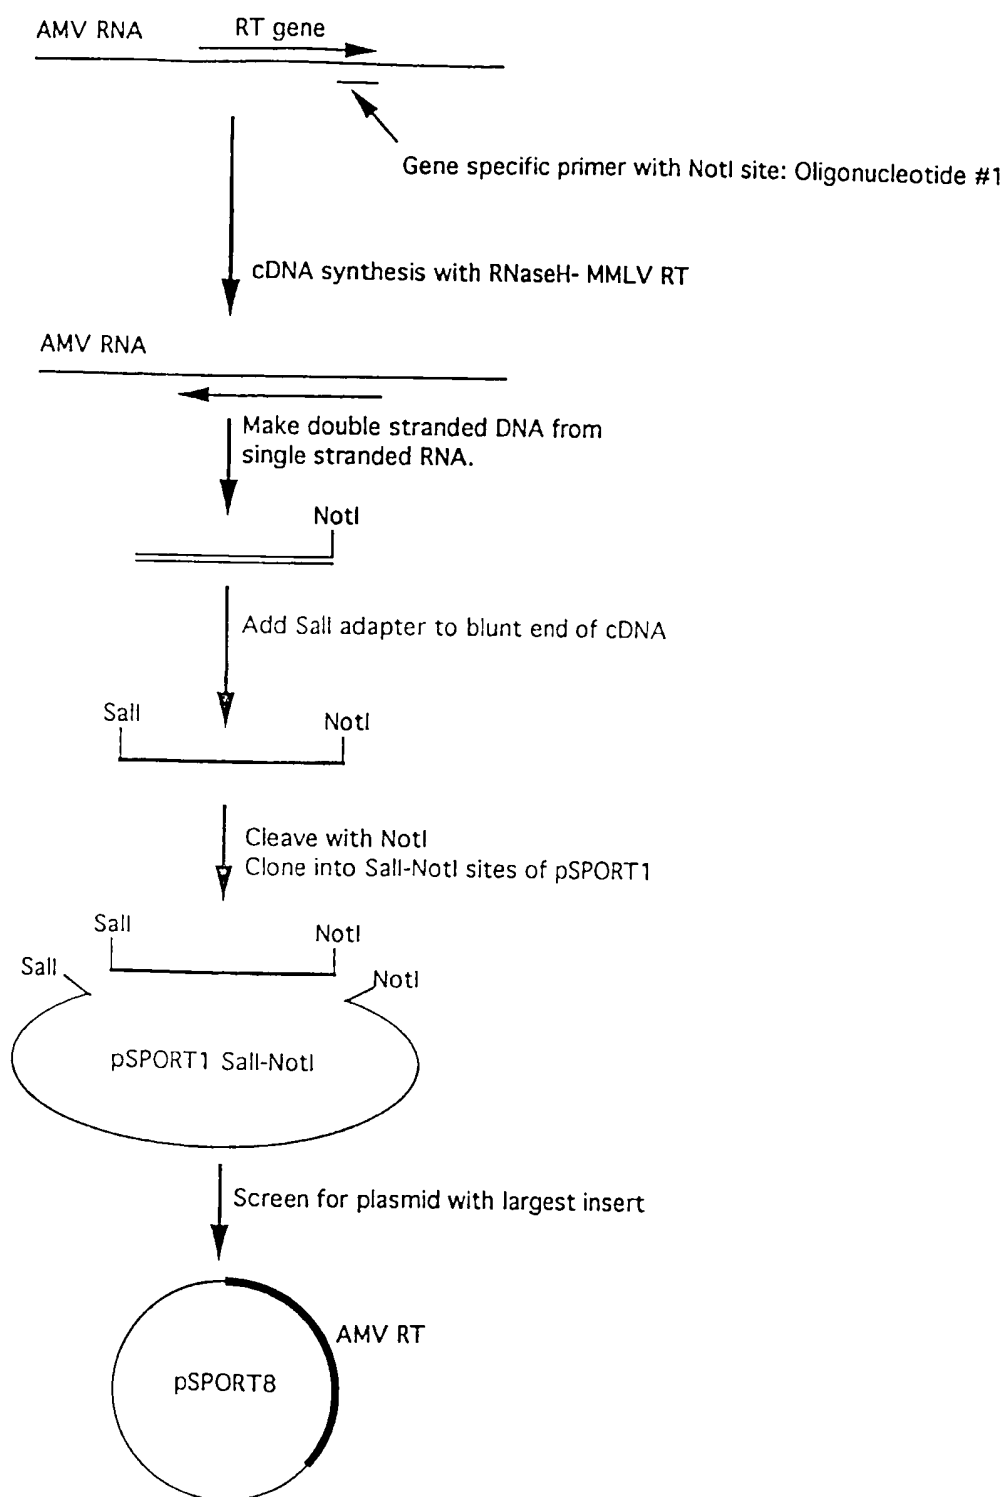 AMV RNA
RT gene
Gene specific primer with NotI site: Oligonucleotide #1
cDNA synthesis with RNaseH- MMLV RT
AMV RNA
Make double stranded DNA from
single stranded RNA.
NotI
Add SalI adapter to blunt end of cDNA
SalI
NotI
Cleave with NotI
Clone into SalI-NotI sites of pSPORT1
SalI
NotI
SalI
NotI
pSPORT1 SalI-NotI
Screen for plasmid with largest insert
AMV RT
pSPORT8